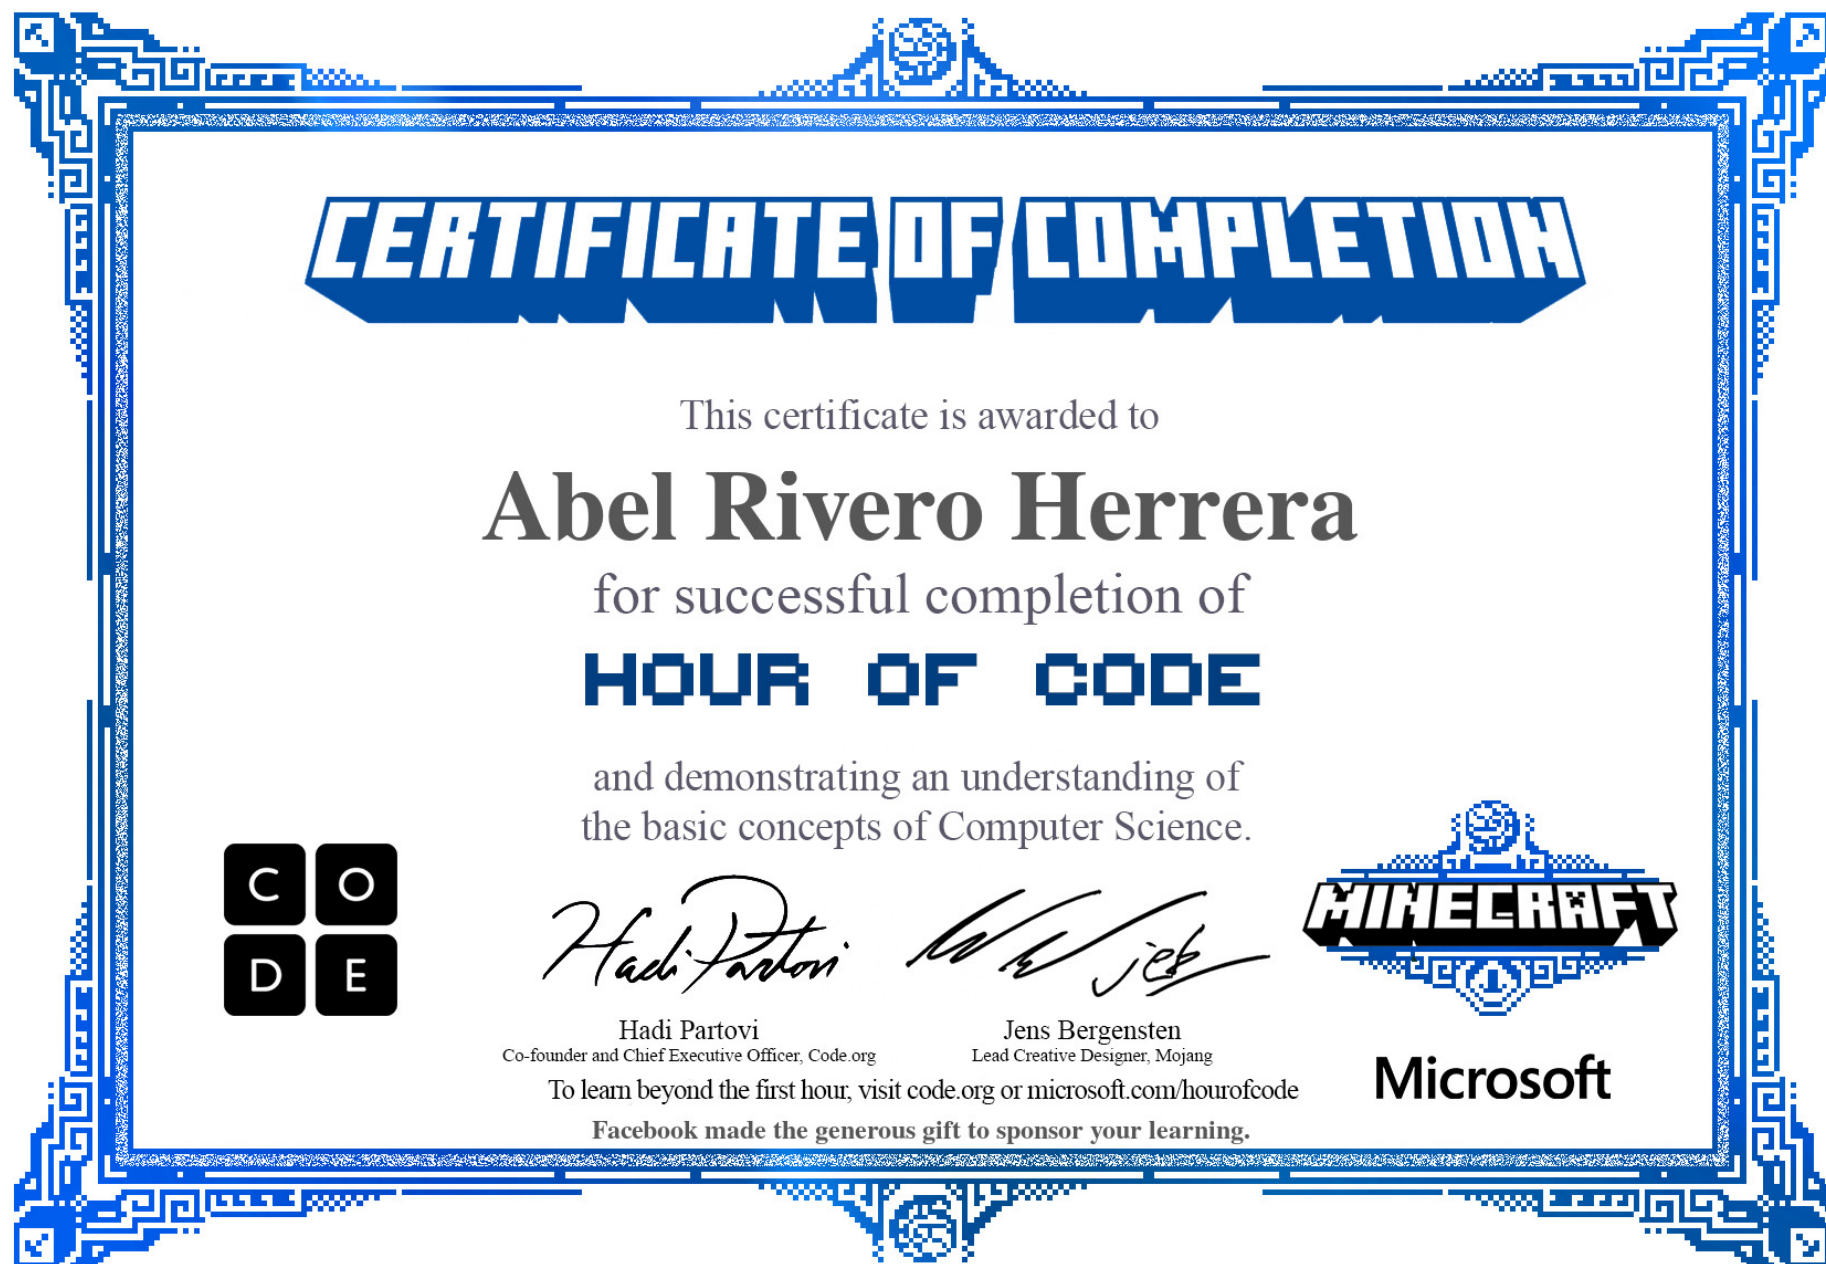 CERTIFICATE OF COMPLETION
This certificate is awarded to
Abel Rivero Herrera
for successful completion of
HOUR OF CODE
and demonstrating an understanding of
the basic concepts of Computer Science.
C O
D E
Hadi Partovi
jeb
MINECRAFT
Hadi Partovi
Co-founder and Chief Executive Officer, Code.org
Jens Bergensten
Lead Creative Designer, Mojang
Microsoft
To learn beyond the first hour, visit code.org or microsoft.com/hourofcode
Facebook made the generous gift to sponsor your learning.